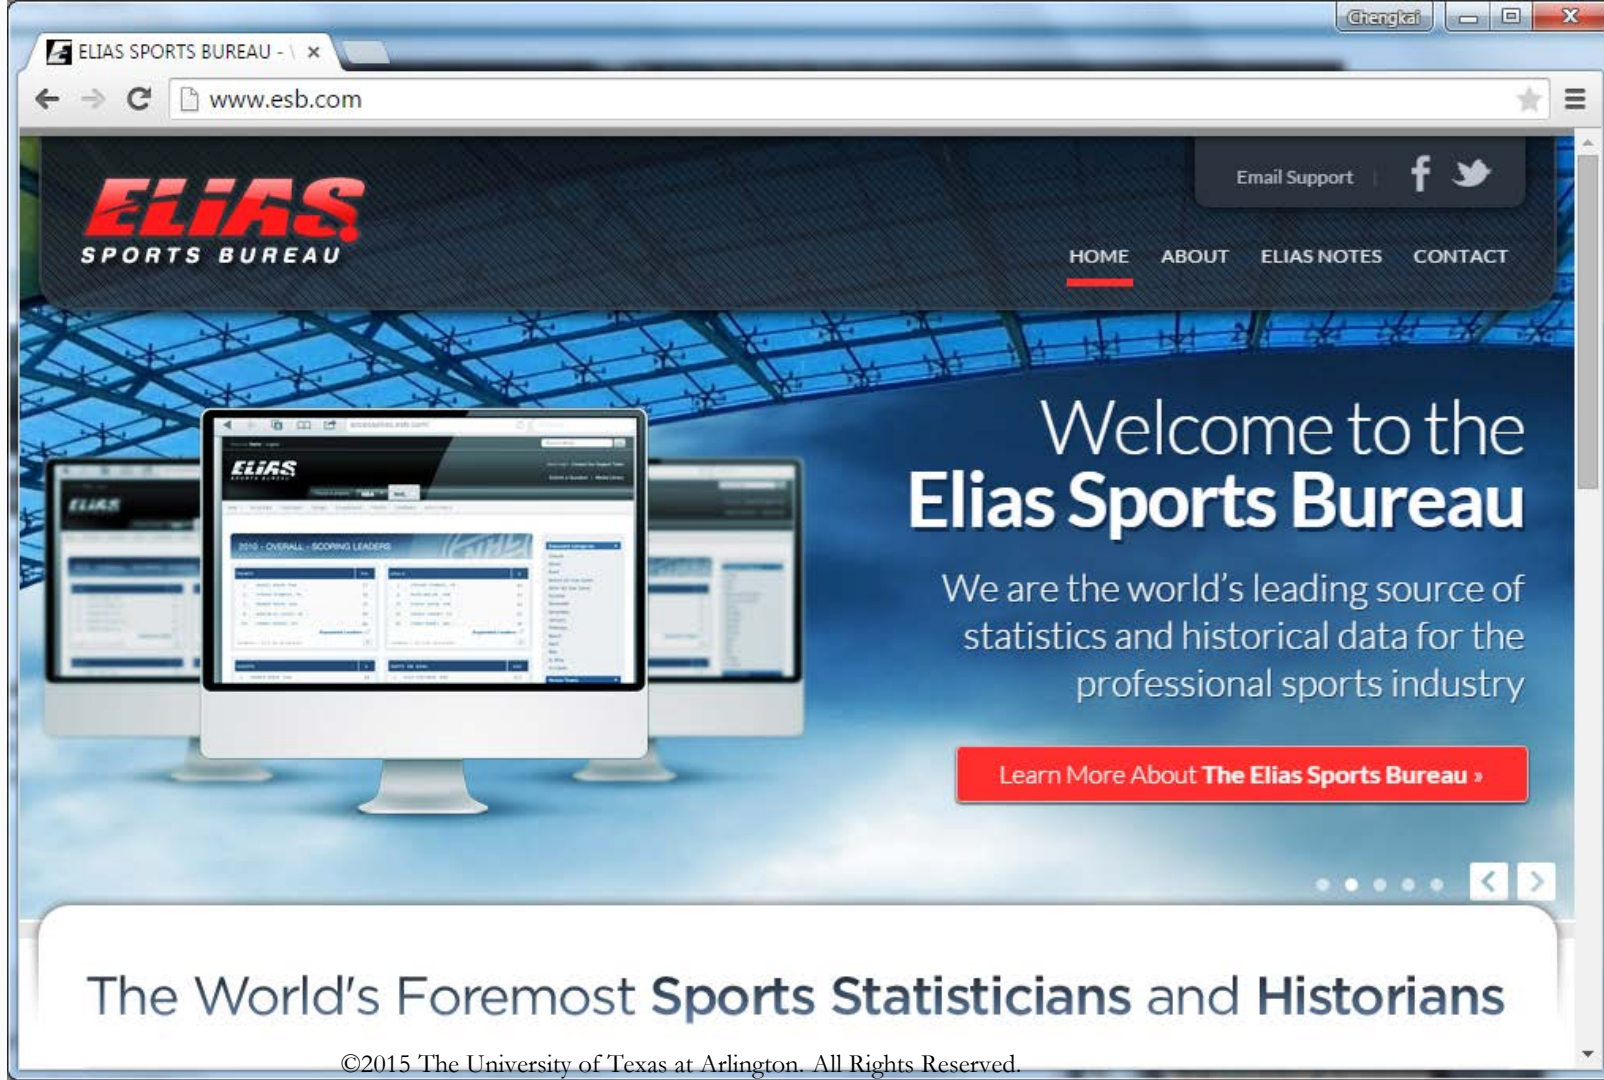 Chengkai
ELIAS SPORTS BUREAU - \
www.esb.com
Email Support |
ELIAS
SPORTS BUREAU
HOME ABOUT ELIAS NOTES CONTACT
Welcome to the
Elias Sports Bureau
We are the world's leading source of
statistics and historical data for the
professional sports industry
Learn More About The Elias Sports Bureau »
ELIAS
ELIAS
2010 - OVERALL - SCORING LEADERS
NHL
The World's Foremost Sports Statisticians and Historians
©2015 The University of Texas at Arlington. All Rights Reserved.